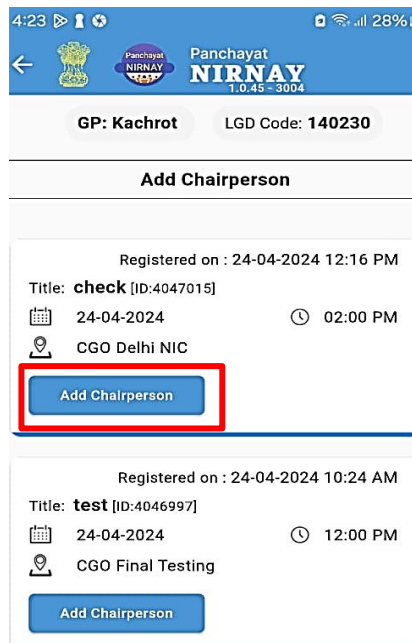 4:23 28%
Panchayat
NIRNAY
Panchayat
NIRNAY
1.0.45 - 3004
GP: Kachrot LGD Code: 140230
Add Chairperson
Registered on : 24-04-2024 12:16 PM
Title: check [ID:4047015]
24-04-2024 02:00 PM
CGO Delhi NIC
Add Chairperson
Registered on : 24-04-2024 10:24 AM
Title: test [ID:4046997]
24-04-2024 12:00 PM
CGO Final Testing
Add Chairperson